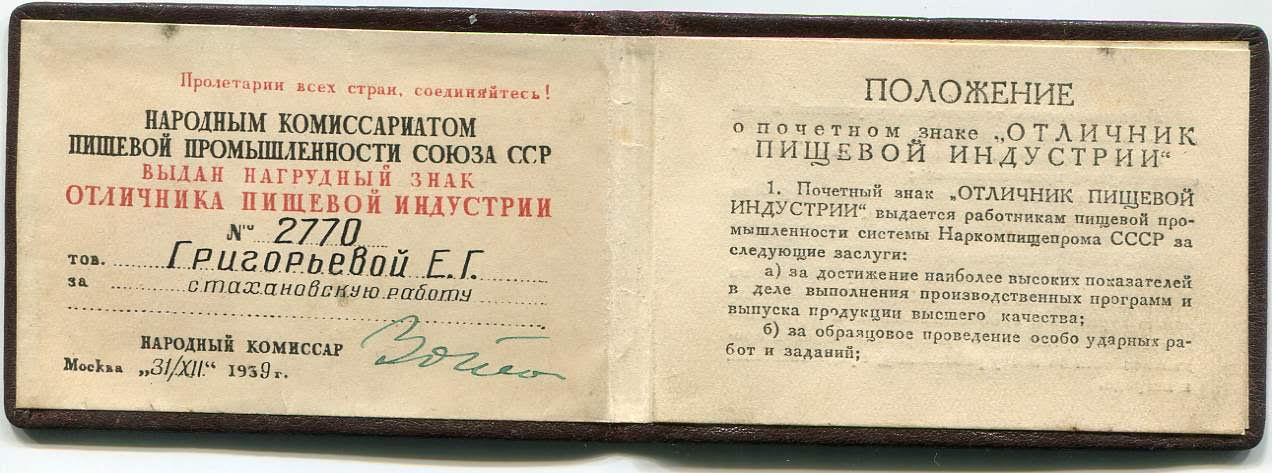 Пролетарии всех стран, соединяйтесь!
НАРОДНЫМ КОМИССАРИАТОМ
ПИЩЕВОЙ ПРОМЫШЛЕННОСТИ СОЮЗА ССР
ВЫДАН НАГРУДНЫЙ ЗНАК
ОТЛИЧНИКА ПИЩЕВОЙ ИНДУСТРИИ
№ 2770
тов. Григорьевой Е.Г.
за стахановскую работу
НАРОДНЫЙ КОМИССАР
Москва „31/XII“ 1939 г.
ПОЛОЖЕНИЕ
о почетном знаке „ОТЛИЧНИК
ПИЩЕВОЙ ИНДУСТРИИ“
1. Почетный знак „ОТЛИЧНИК ПИЩЕВОЙ
ИНДУСТРИИ“ выдается работникам пищевой про-
мышленности системы Наркомпищепрома СССР за
следующие заслуги:
а) за достижение наиболее высоких показателей
в деле выполнения производственных программ и
выпуска продукции высшего качества;
б) за образцовое проведение особо ударных ра-
бот и заданий;